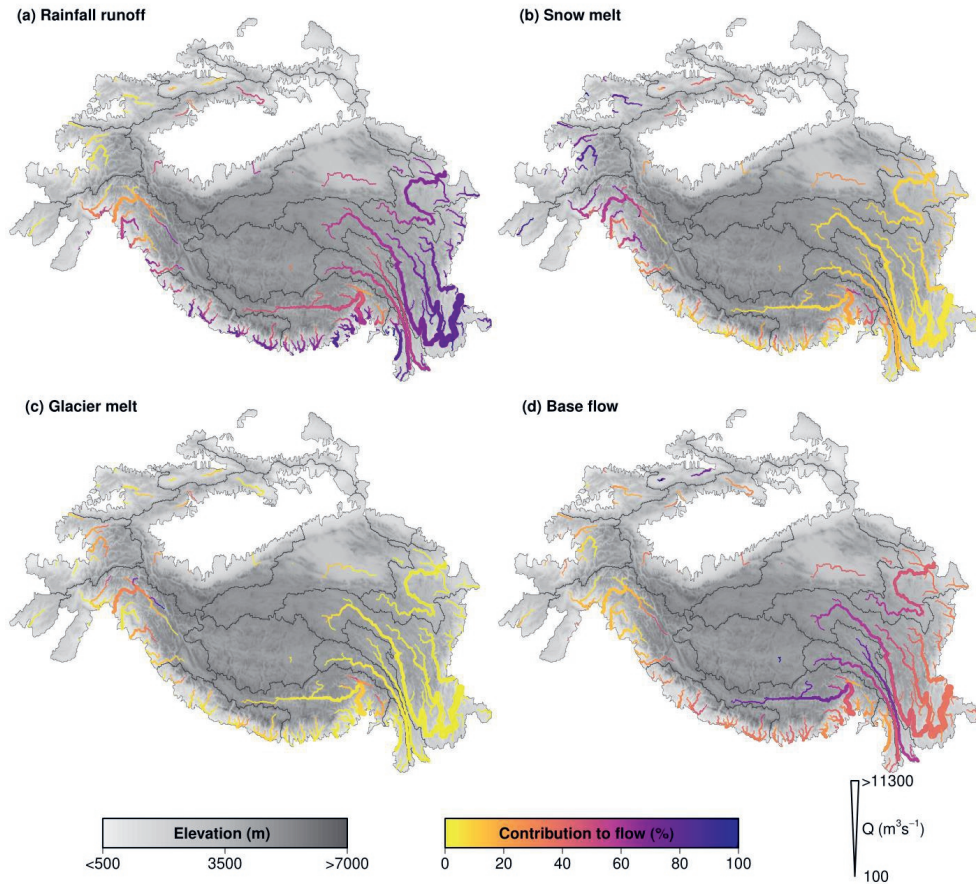 (a) Rainfall runoff
(b) Snow melt
(c) Glacier melt
(d) Base flow
>11300
Q (m³s⁻¹)
100
Elevation (m)
<500 3500 >7000
Contribution to flow (%)
0 20 40 60 80 100